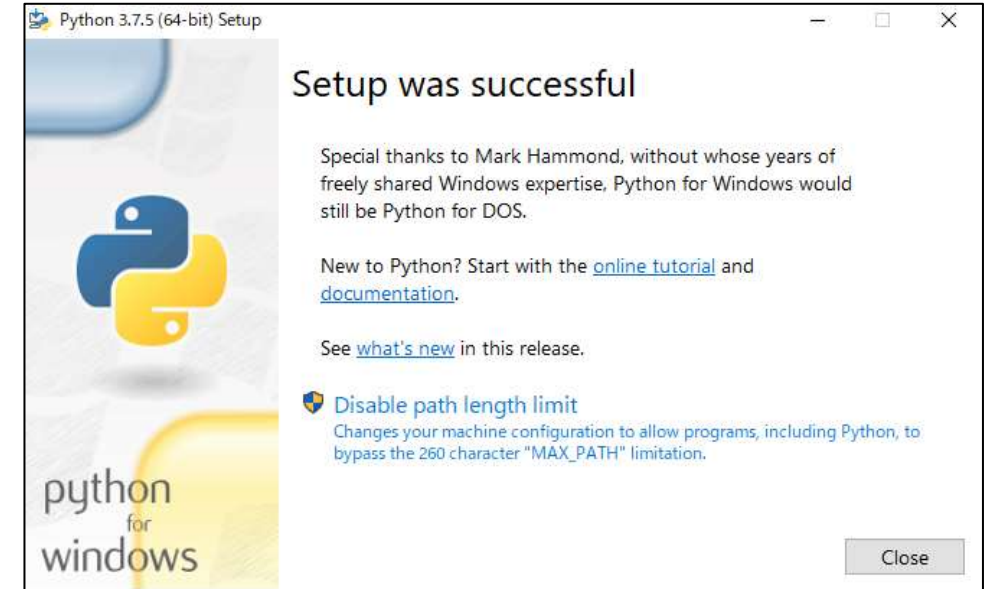 Python 3.7.5 (64-bit) Setup
Setup was successful
Special thanks to Mark Hammond, without whose years of
freely shared Windows expertise, Python for Windows would
still be Python for DOS.
New to Python? Start with the online tutorial and
documentation.
See what's new in this release.
Disable path length limit
Changes your machine configuration to allow programs, including Python, to
bypass the 260 character "MAX_PATH" limitation.
python
for
windows
Close